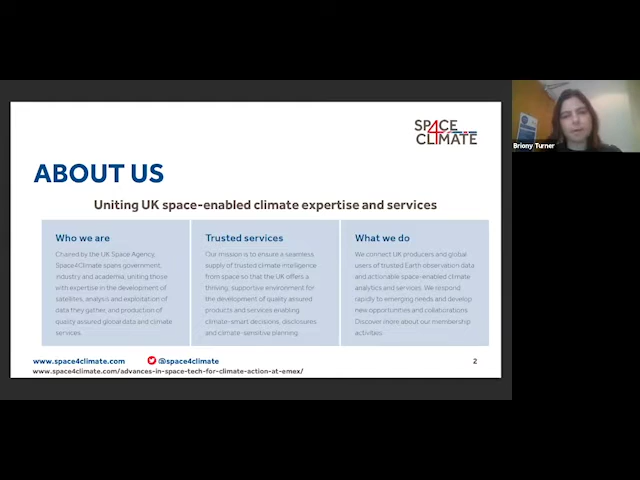 SP4CE
CLIMATE
Briony Turner
ABOUT US
Uniting UK space-enabled climate expertise and services
Who we are
Chaired by the UK Space Agency,
Space4Climate spans government,
industry and academia, uniting those
with expertise in the development of
satellites, analysis and exploitation of
data they gather, and production of
quality assured global data and climate
services.
Trusted services
Our mission is to ensure a seamless
supply of trusted climate intelligence
from space so that the UK offers a
thriving, supportive environment for
the development of quality assured
products and services enabling
climate-smart decisions, disclosures
and climate-sensitive planning
What we do
We connect UK producers and global
users of trusted Earth observation data
and actionable space-enabled climate
analytics and services. We respond
rapidly to emerging needs and develop
new opportunities and collaborations.
Discover more about our membership
activities.
www.space4climate.com
@space4climate
2
www.space4climate.com/advances-in-space-tech-for-climate-action-at-emex/